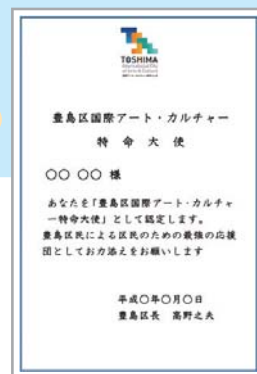 TOSHIMA
International City
of Arts & Culture
豊島区国際アート・カルチャー
特命大使
〇〇 〇〇 様
あなたを「豊島区国際アート・カルチャ
ー特命大使」として認定します。
豊島区民による区民のための最強の応援
団としてお力添えをお願いします
平成〇年〇月〇日
豊島区長 高野之夫